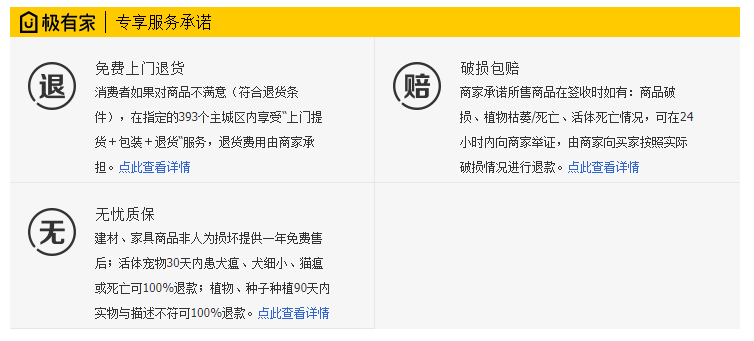 极有家 专享服务承诺
退
免费上门退货
消费者如果对商品不满意（符合退货条
件），在指定的393个主城区内享受“上门提
货＋包装＋退货“服务，退货费用由商家承
担。点此查看详情
赔
破损包赔
商家承诺所售商品在签收时如有：商品破
损、植物枯萎/死亡、活体死亡情况，可在24
小时内向商家举证，由商家向买家按照实际
破损情况进行退款。点此查看详情
无
无忧质保
建材、家具商品非人为损坏提供一年免费售
后；活体宠物30天内患犬瘟、犬细小、猫瘟
或死亡可100%退款；植物、种子种植90天内
实物与描述不符可100%退款。点此查看详情